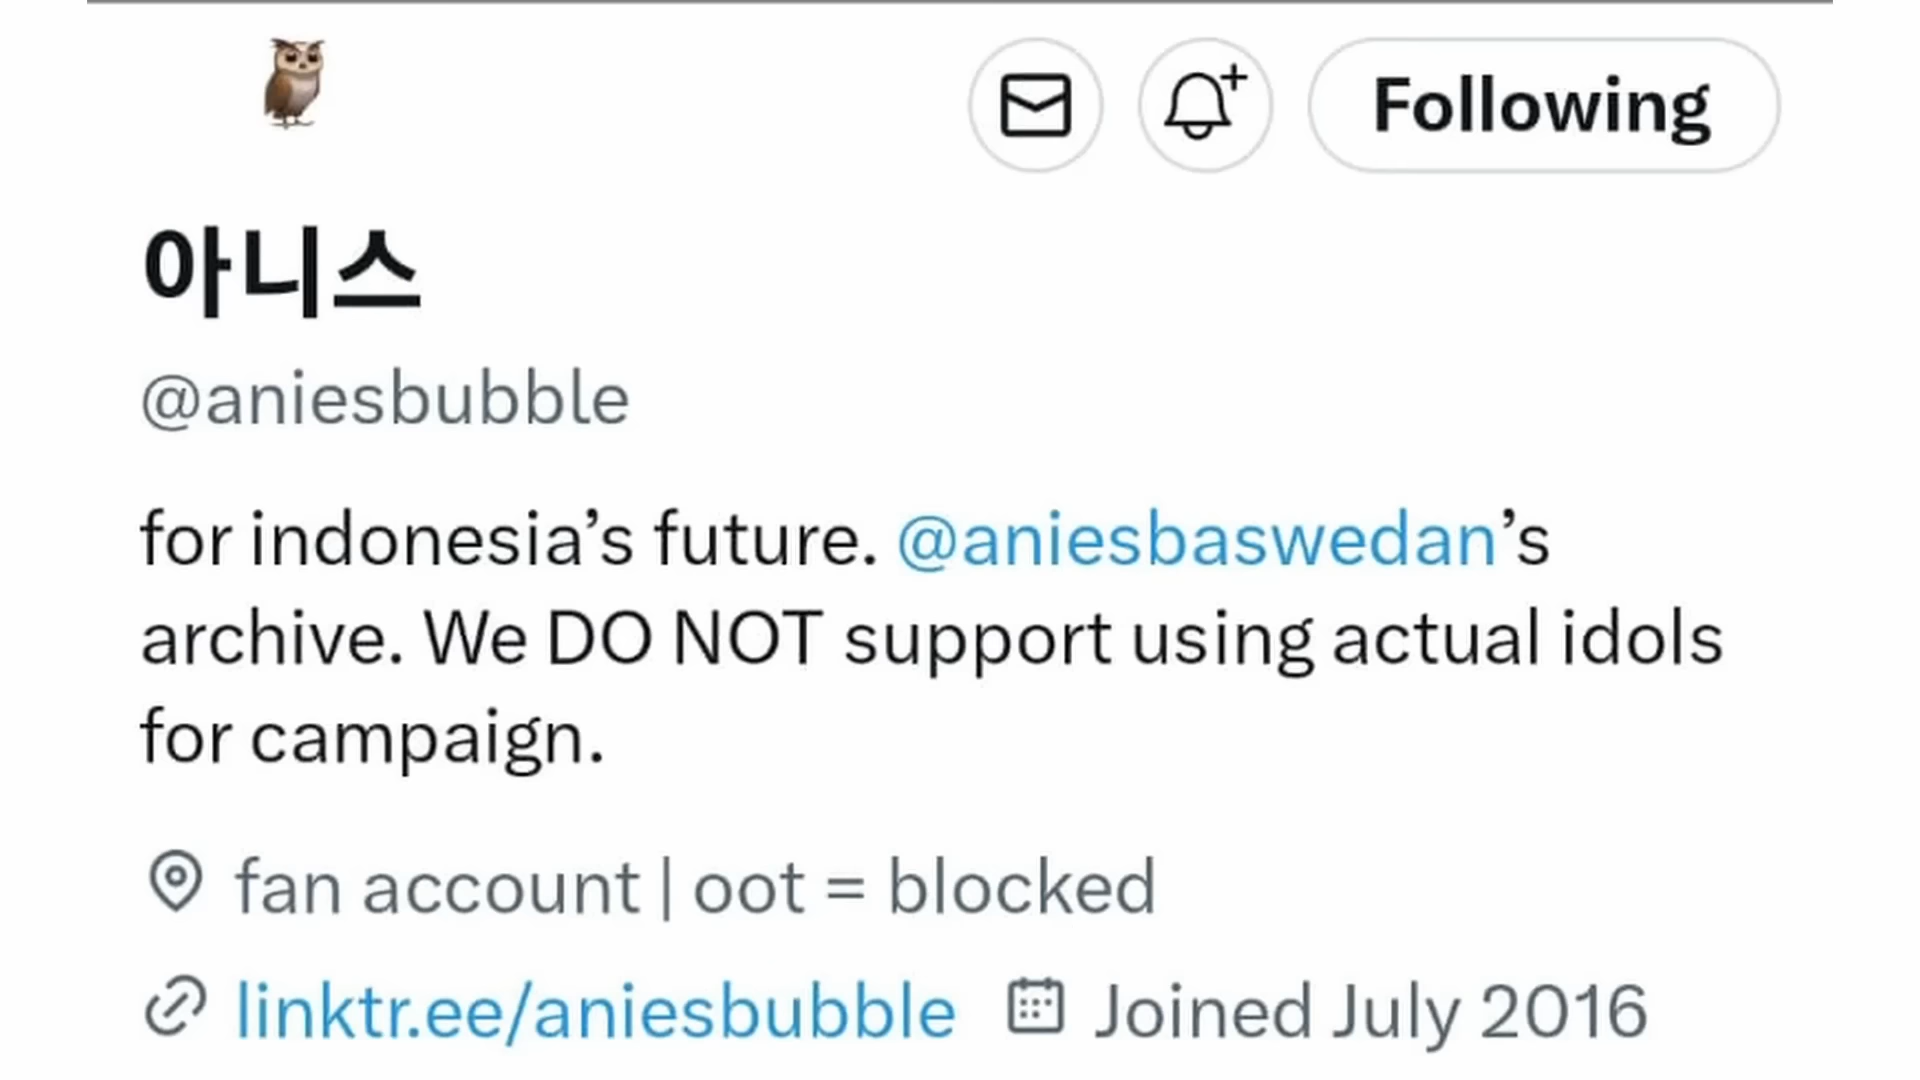 Following
아니스
@aniesbubble
for indonesia’s future. @aniesbaswedan’s
archive. We DO NOT support using actual idols
for campaign.
fan account | oot = blocked
linktr.ee/aniesbubble Joined July 2016